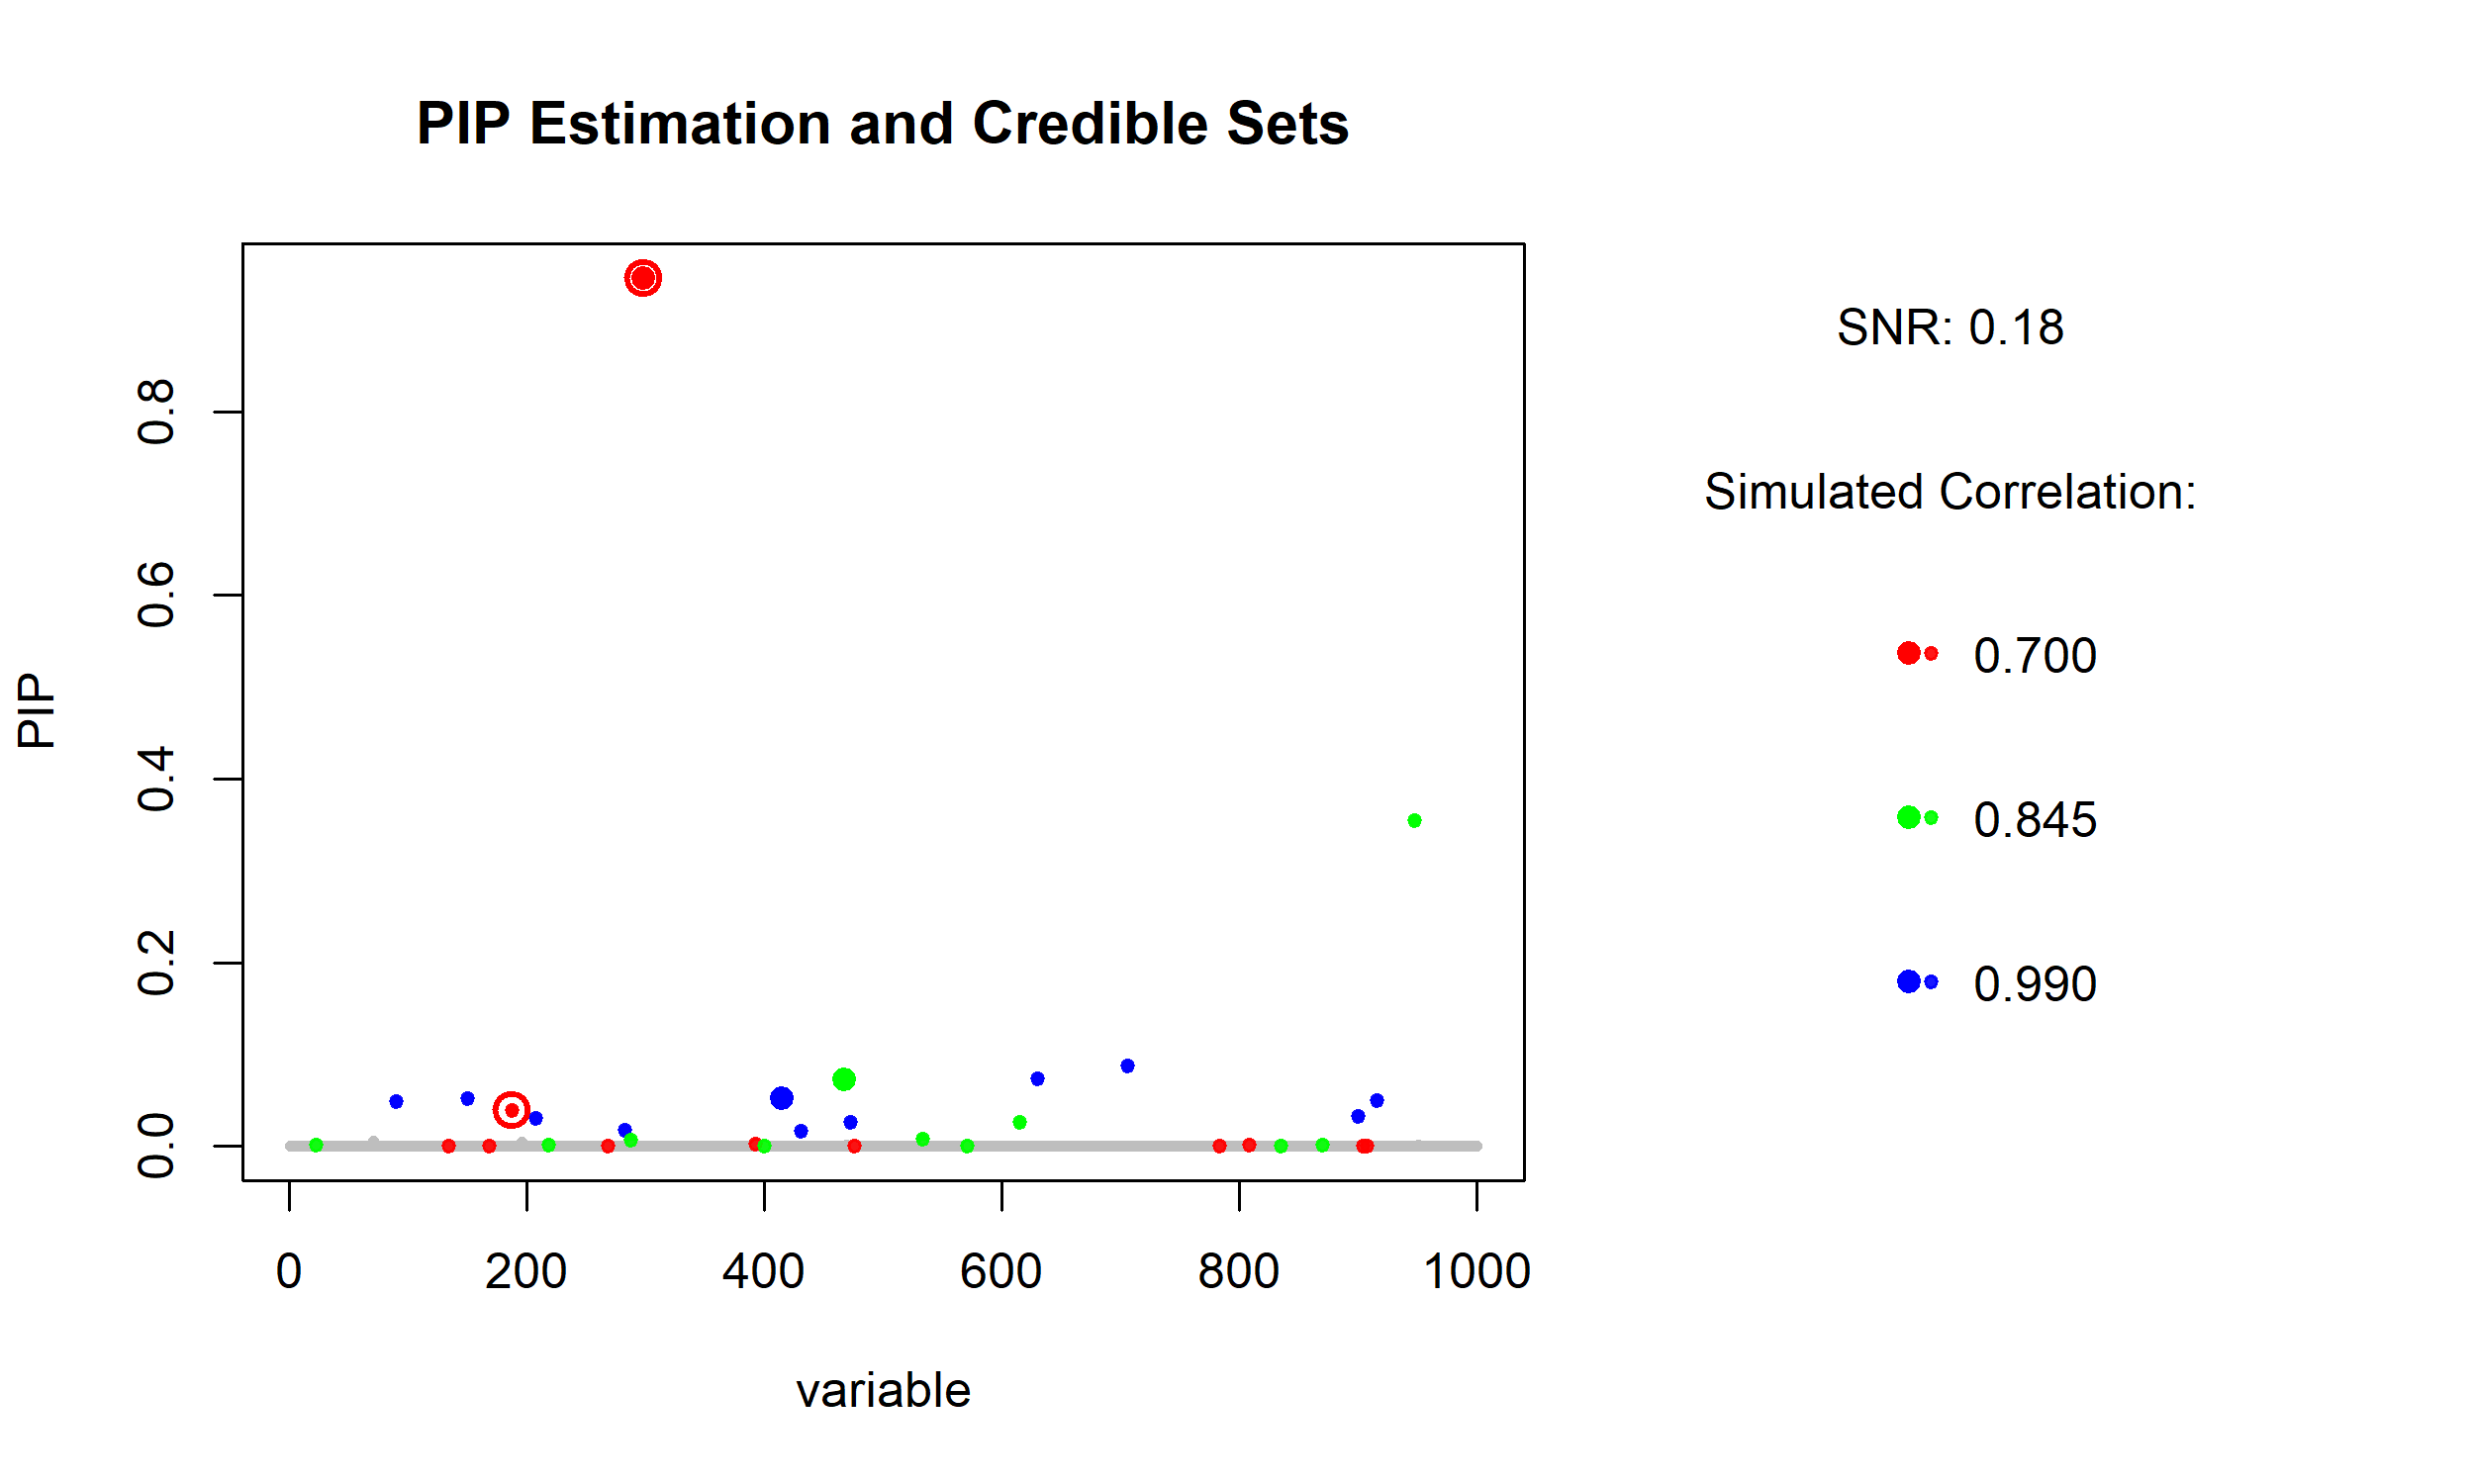 PIP Estimation and Credible Sets
SNR: 0.18
Simulated Correlation:
0.700
0.845
0.990
PIP
0.8
0.6
0.4
0.2
0.0
0 200 400 600 800 1000
variable